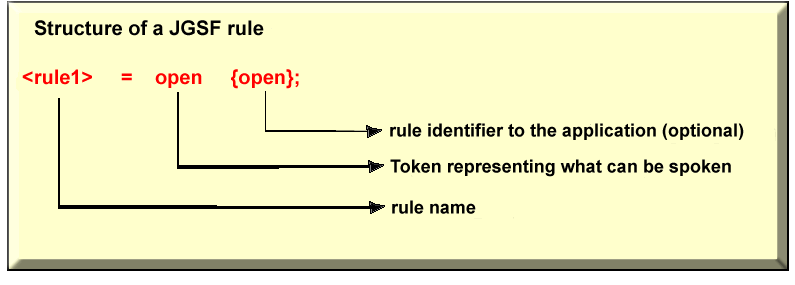 Structure of a JGSF rule
<rule1> = open {open};
rule identifier to the application (optional)
Token representing what can be spoken
rule name